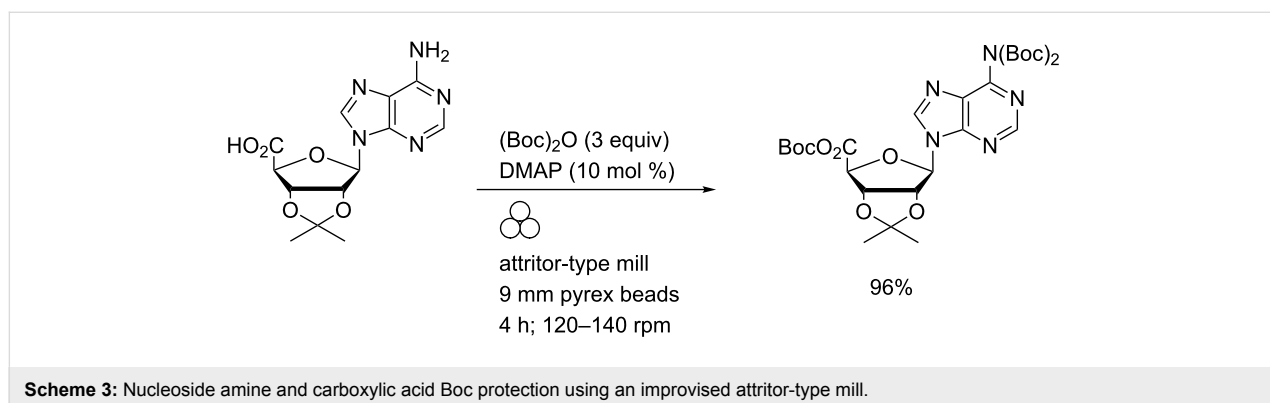 NH₂
N
N
N
N
HO₂C
O
O
O
(Boc)₂O (3 equiv)
DMAP (10 mol %)
attritor-type mill
9 mm pyrex beads
4 h; 120–140 rpm
N(Boc)₂
N
N
N
N
BocO₂C
O
O
O
96%
Scheme 3: Nucleoside amine and carboxylic acid Boc protection using an improvised attritor-type mill.